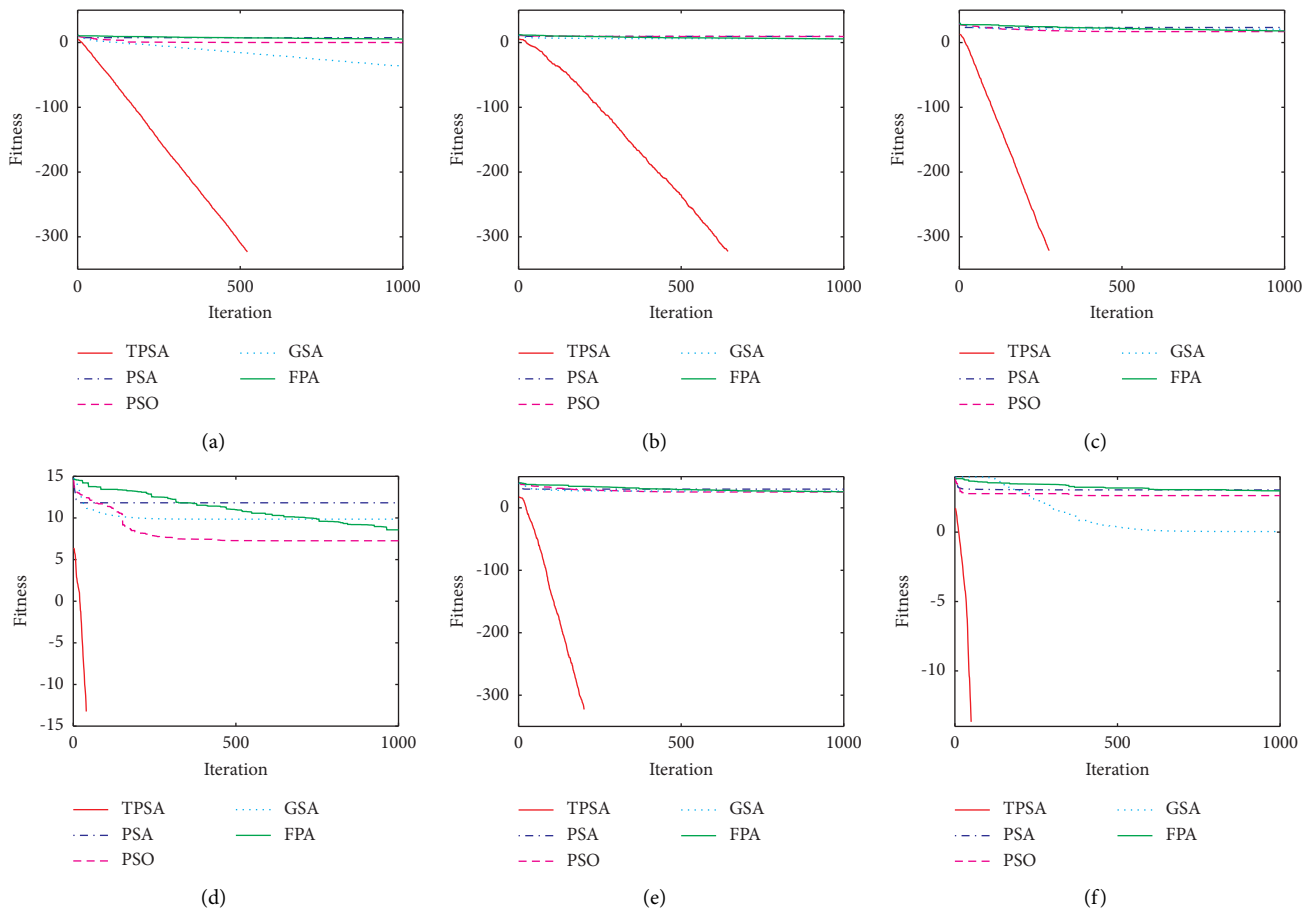 0
-100
-200
-300
Fitness
0 500 1000
Iteration
TPSA
PSA
PSO
GSA
FPA
(a)
0
-100
-200
-300
Fitness
0 500 1000
Iteration
TPSA
PSA
PSO
GSA
FPA
(b)
0
-100
-200
-300
Fitness
0 500 1000
Iteration
TPSA
PSA
PSO
GSA
FPA
(c)
15
10
5
0
-5
-10
-15
Fitness
0 500 1000
Iteration
TPSA
PSA
PSO
GSA
FPA
(d)
0
-100
-200
-300
Fitness
0 500 1000
Iteration
TPSA
PSA
PSO
GSA
FPA
(e)
0
-5
-10
Fitness
0 500 1000
Iteration
TPSA
PSA
PSO
GSA
FPA
(f)